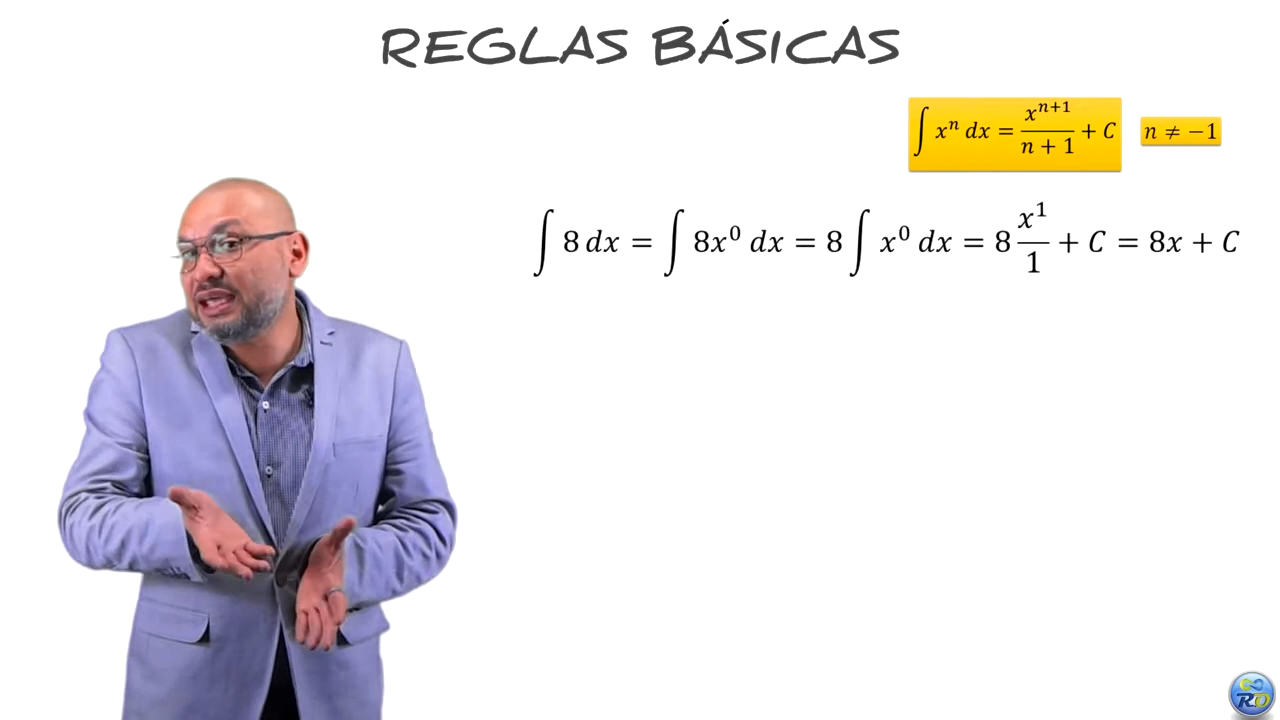 REGLAS BÁSICAS
∫ xⁿ dx = xⁿ⁺¹/(n + 1) + C  n ≠ −1
∫ 8 dx = ∫ 8x⁰ dx = 8 ∫ x⁰ dx = 8 x¹/1 + C = 8x + C
RD